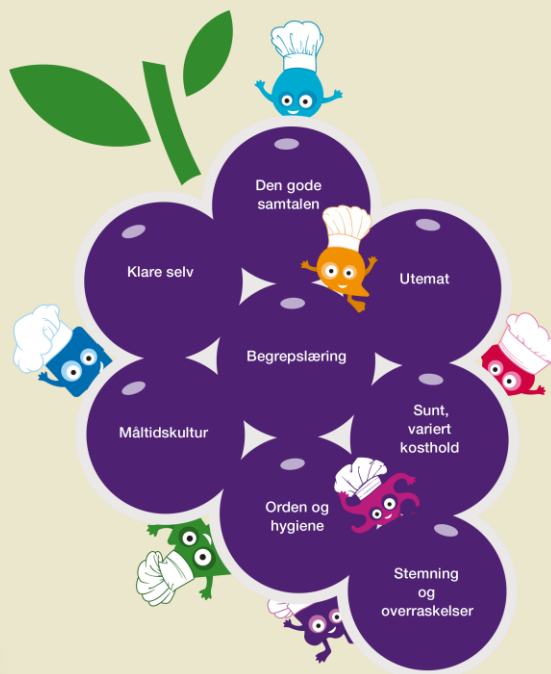 Den gode
samtalen
Klare selv
Utemat
Begrepslæring
Måltidskultur
Sunt,
variert
kosthold
Orden og
hygiene
Stemning
og
overraskelser